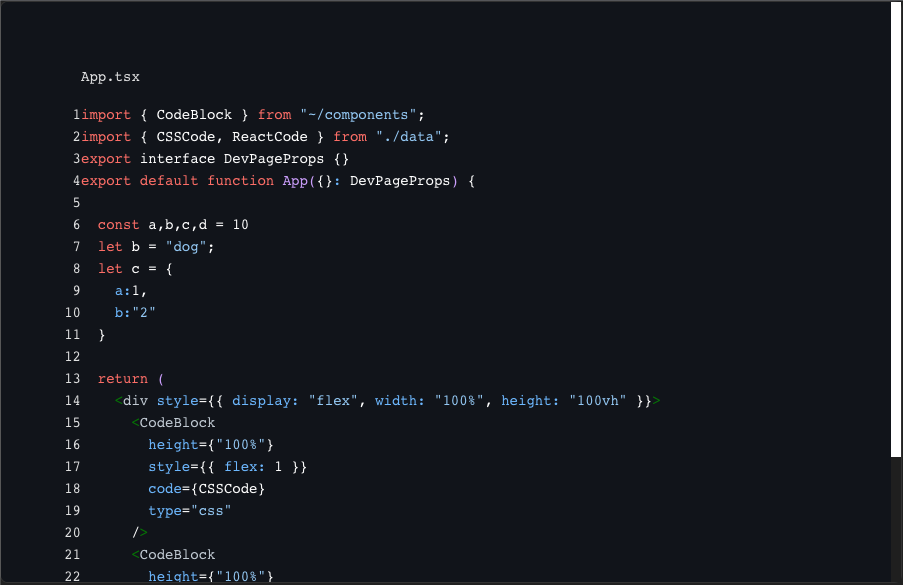 App.tsx
1import { CodeBlock } from "~/components";
2import { CSSCode, ReactCode } from "./data";
3export interface DevPageProps {}
4export default function App({}: DevPageProps) {
5
6  const a,b,c,d = 10
7  let b = "dog";
8  let c = {
9    a:1,
10    b:"2"
11  }
12
13  return (
14    <div style={{ display: "flex", width: "100%", height: "100vh" }}>
15      <CodeBlock
16        height={"100%"}
17        style={{ flex: 1 }}
18        code={CSSCode}
19        type="css"
20      />
21      <CodeBlock
22        height={"100%"}